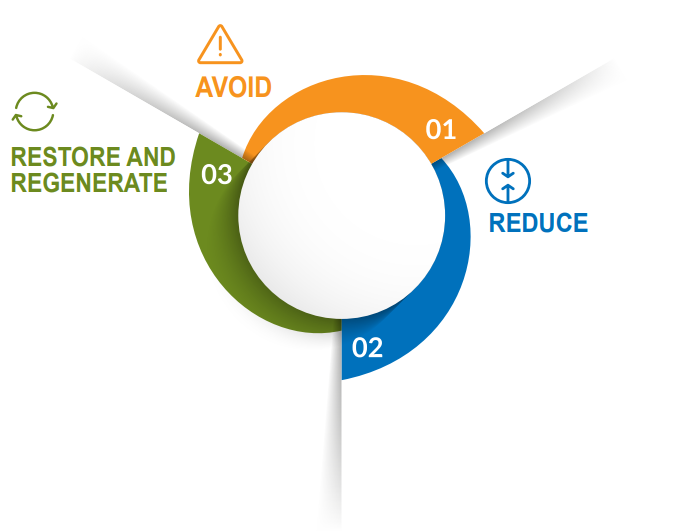 AVOID
01
REDUCE
02
RESTORE AND
REGENERATE
03